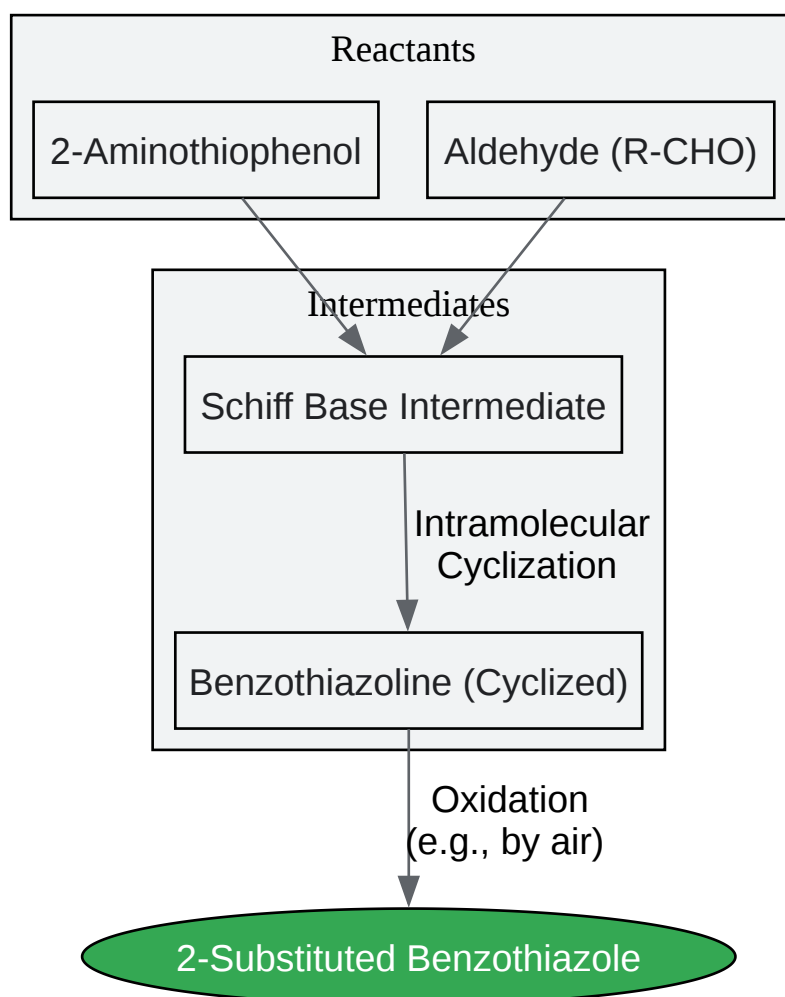 Reactants
2-Aminothiophenol
Aldehyde (R-CHO)
Intermediates
Schiff Base Intermediate
Intramolecular
Cyclization
Benzothiazoline (Cyclized)
Oxidation
(e.g., by air)
2-Substituted Benzothiazole